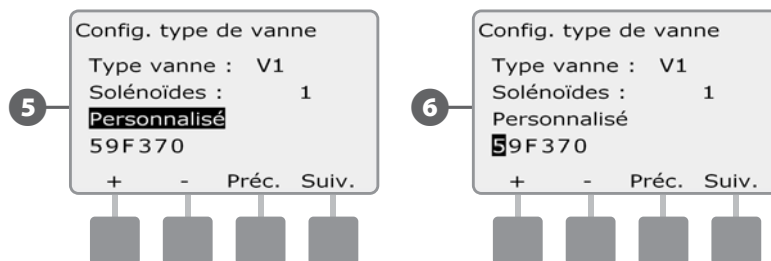 5
Config. type de vanne
Type vanne : V1
Solénoïdes : 1
Personnalisé
59F370
+ - Préc. Suiv.
6
Config. type de vanne
Type vanne : V1
Solénoïdes : 1
Personnalisé
59F370
+ - Préc. Suiv.